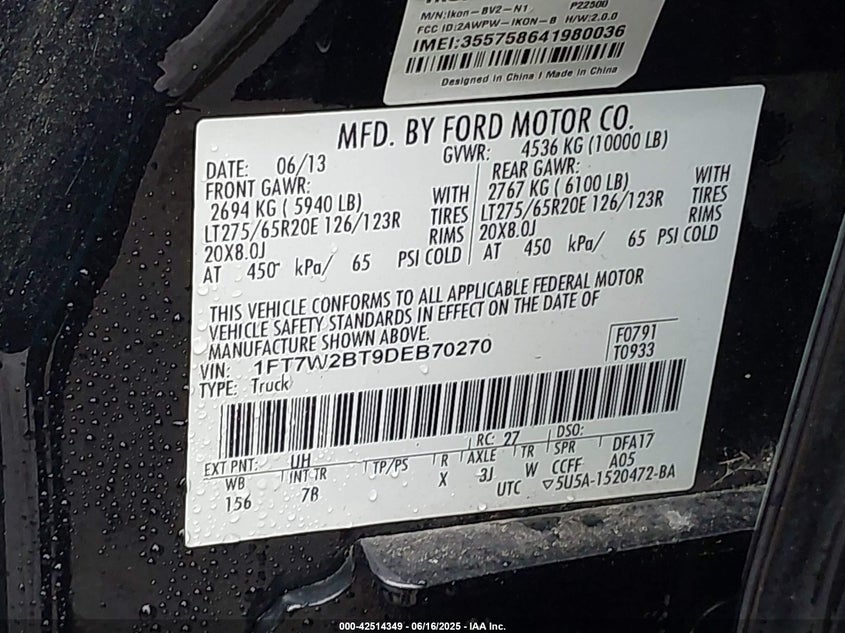 M/N:Ikon-BV2-N1 P22500
FCC ID:2AWPW-IKON-B H/W:2.0.0
IMEI:355758641980036
Designed in China | Made in China
MFD. BY FORD MOTOR CO.
DATE: 06/13 GVWR: 4536 KG (10000 LB)
FRONT GAWR: REAR GAWR:
2694 KG ( 5940 LB) WITH 2767 KG ( 6100 LB) WITH
LT275/65R20E 126/123R TIRES LT275/65R20E 126/123R TIRES
20X8.0J RIMS 20X8.0J RIMS
AT 450 kPa/ 65 PSI COLD AT 450 kPa/ 65 PSI COLD
THIS VEHICLE CONFORMS TO ALL APPLICABLE FEDERAL MOTOR
VEHICLE SAFETY STANDARDS IN EFFECT ON THE DATE OF
MANUFACTURE SHOWN ABOVE.
VIN: 1FT7W2BT9DEB70270 F0791
TYPE: Truck T0933
EXT PNT: UH RC: 27 DSO:
WB INT TR TP/PS R AXLE TR SPR DFA17
156 7B X 3J W CCFF A05
UTC ▽5U5A-1520472-BA
000-42514349 - 06/16/2025 - IAA Inc.